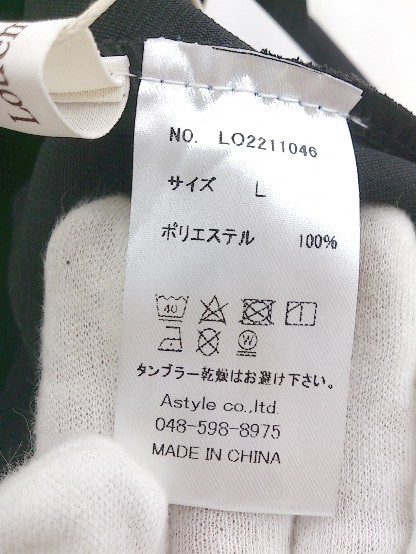 NO. LO2211046
サイズ L
ポリエステル 100%
40
W
タンブラー乾燥はお避け下さい。
Astyle co.,ltd.
048-598-8975
MADE IN CHINA